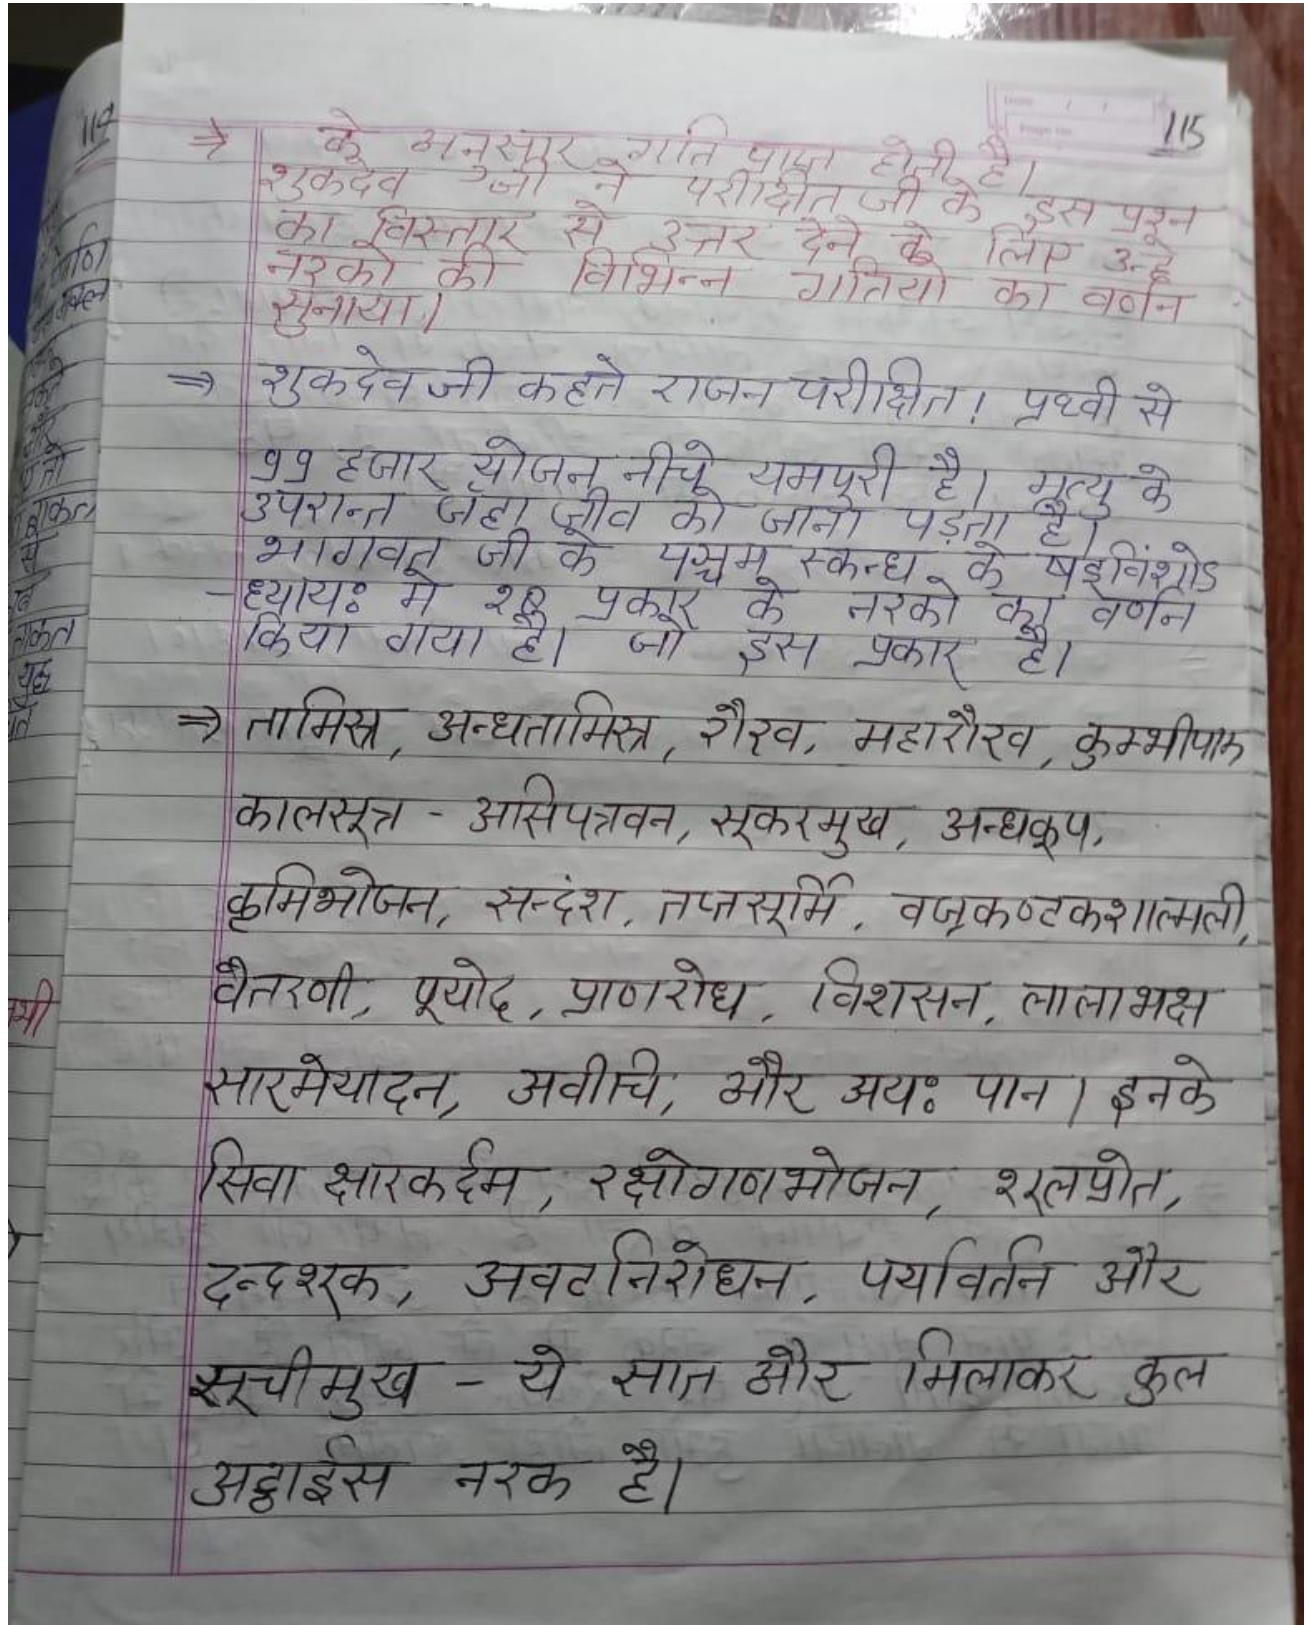 115
⇒ के अनुसार गति प्राप्त होती है।
शुकदेव जी ने परीक्षित जी के इस प्रश्न
का विस्तार से उत्तर देने के लिए उन्हे
नरको की विभिन्न गतियो का वर्णन
सुनाया।
⇒ शुकदेव जी कहते राजन परीक्षित! पृथ्वी से
११ हजार योजन नीचे यमपुरी है। मृत्यु के
उपरान्त जहा जीव को जाना पड़ता है।
भागवत जी के पञ्चम स्कन्ध के षड्विंशोऽ
-ध्यायः मे २८ प्रकार के नरको का वर्णन
किया गया है। जो इस प्रकार है।
⇒ तामिस्त्र, अन्धतामिस्त्र, रौरव, महारौरव, कुम्भीपाक
कालसूत्र - असिपत्रवन, सूकरमुख, अन्धकूप,
कृमिभोजन, सन्दंश, तप्तसूर्मि, वज्रकण्टकशाल्मली,
वैतरणी, पूयोद, प्राणरोध, विशसन, लालाभक्ष
सारमेयादन, अवीचि, और अयः पान। इनके
सिवा क्षारकर्दम, रक्षोगणभोजन, शूलप्रोत,
दन्दशूक, अवटनिरोधन, पर्यावर्तन और
सूचीमुख - ये सात और मिलाकर कुल
अट्ठाईस नरक है।